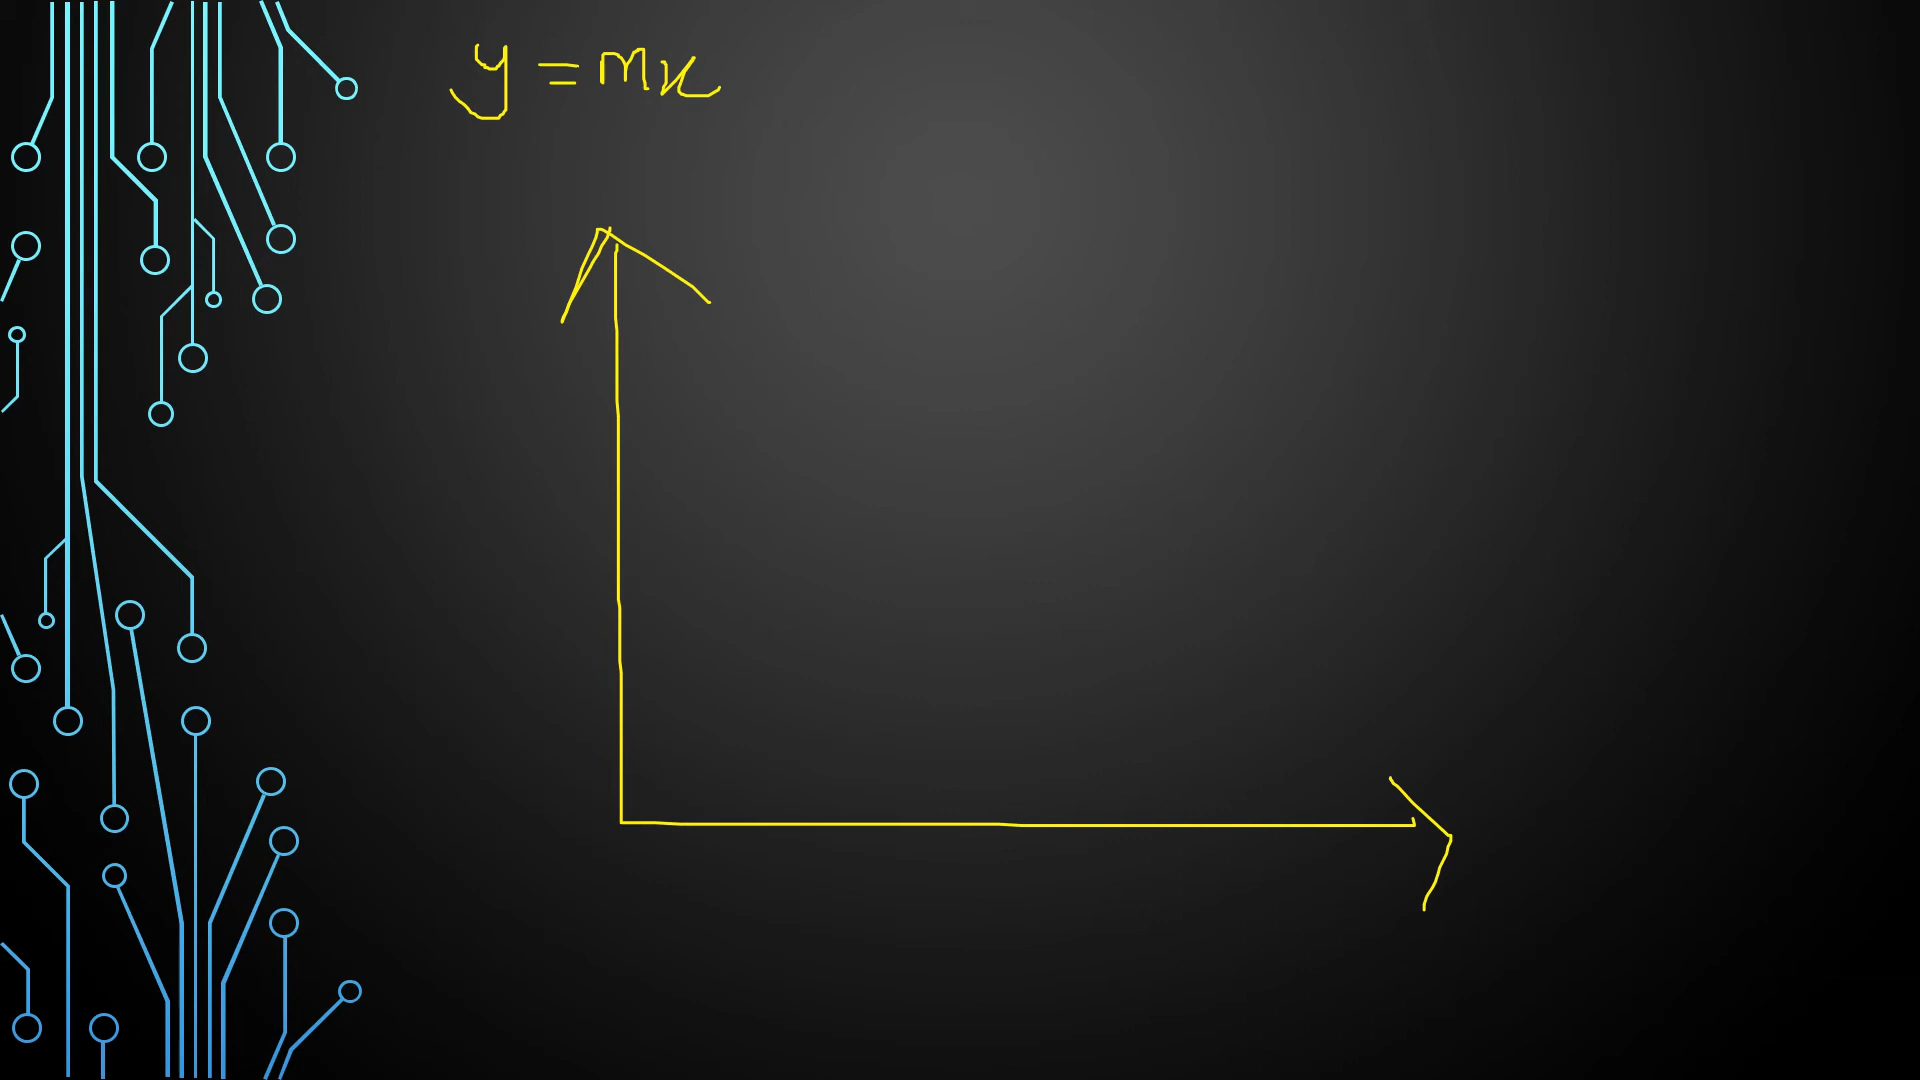 y = mx